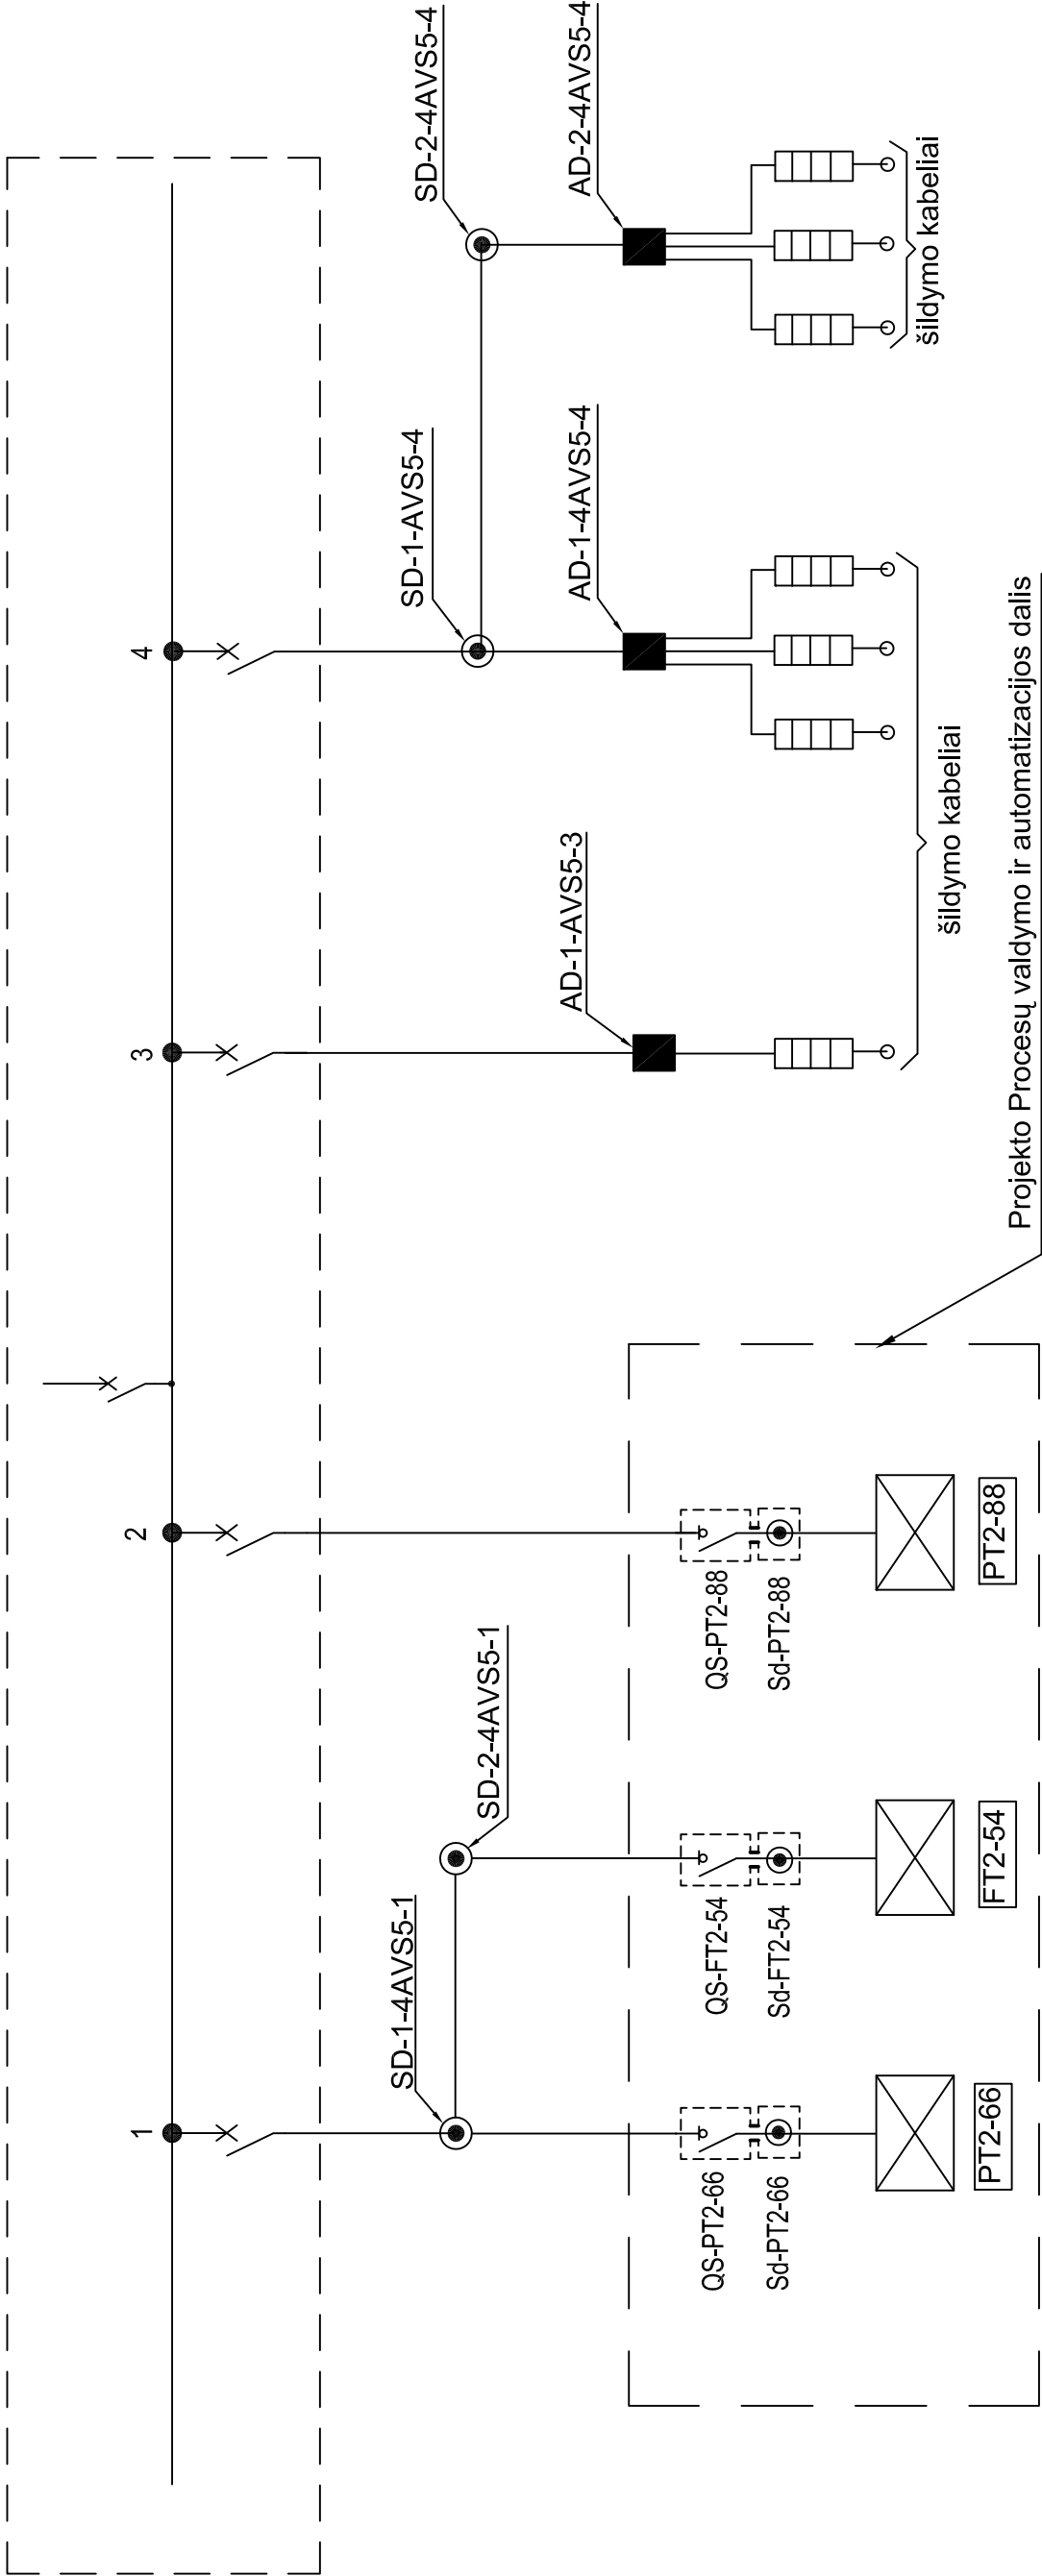 1
2
3
4
SD-1-4AVS5-1
SD-2-4AVS5-1
SD-1-AVS5-4
SD-2-4AVS5-4
AD-1-AVS5-3
AD-1-4AVS5-4
AD-2-4AVS5-4
QS-PT2-66
Sd-PT2-66
QS-FT2-54
Sd-FT2-54
QS-PT2-88
Sd-PT2-88
PT2-66
FT2-54
PT2-88
šildymo kabeliai
šildymo kabeliai
Projekto Procesų valdymo ir automatizacijos dalis